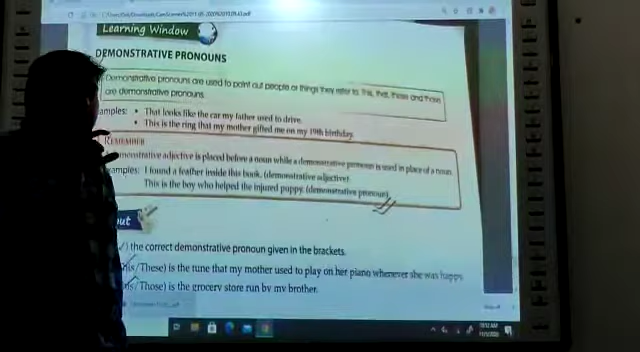 Learning Window
DEMONSTRATIVE PRONOUNS
Demonstrative pronouns are used to point out people or things they refer to. this, that, these and those
are demonstrative pronouns.
amples: • That looks like the car my father used to drive.
• This is the ring that my mother gifted me on my 19th birthday.
REMEMBER
monstrative adjective is placed before a noun while a demonstrative pronoun is used in place of a noun.
amples: I found a feather inside this book. (demonstrative adjective)
This is the boy who helped the injured puppy. (demonstrative pronoun)
out
the correct demonstrative pronoun given in the brackets.
his/These) is the tune that my mother used to play on her piano whenever she was happy.
is/Those) is the grocery store run by my brother.